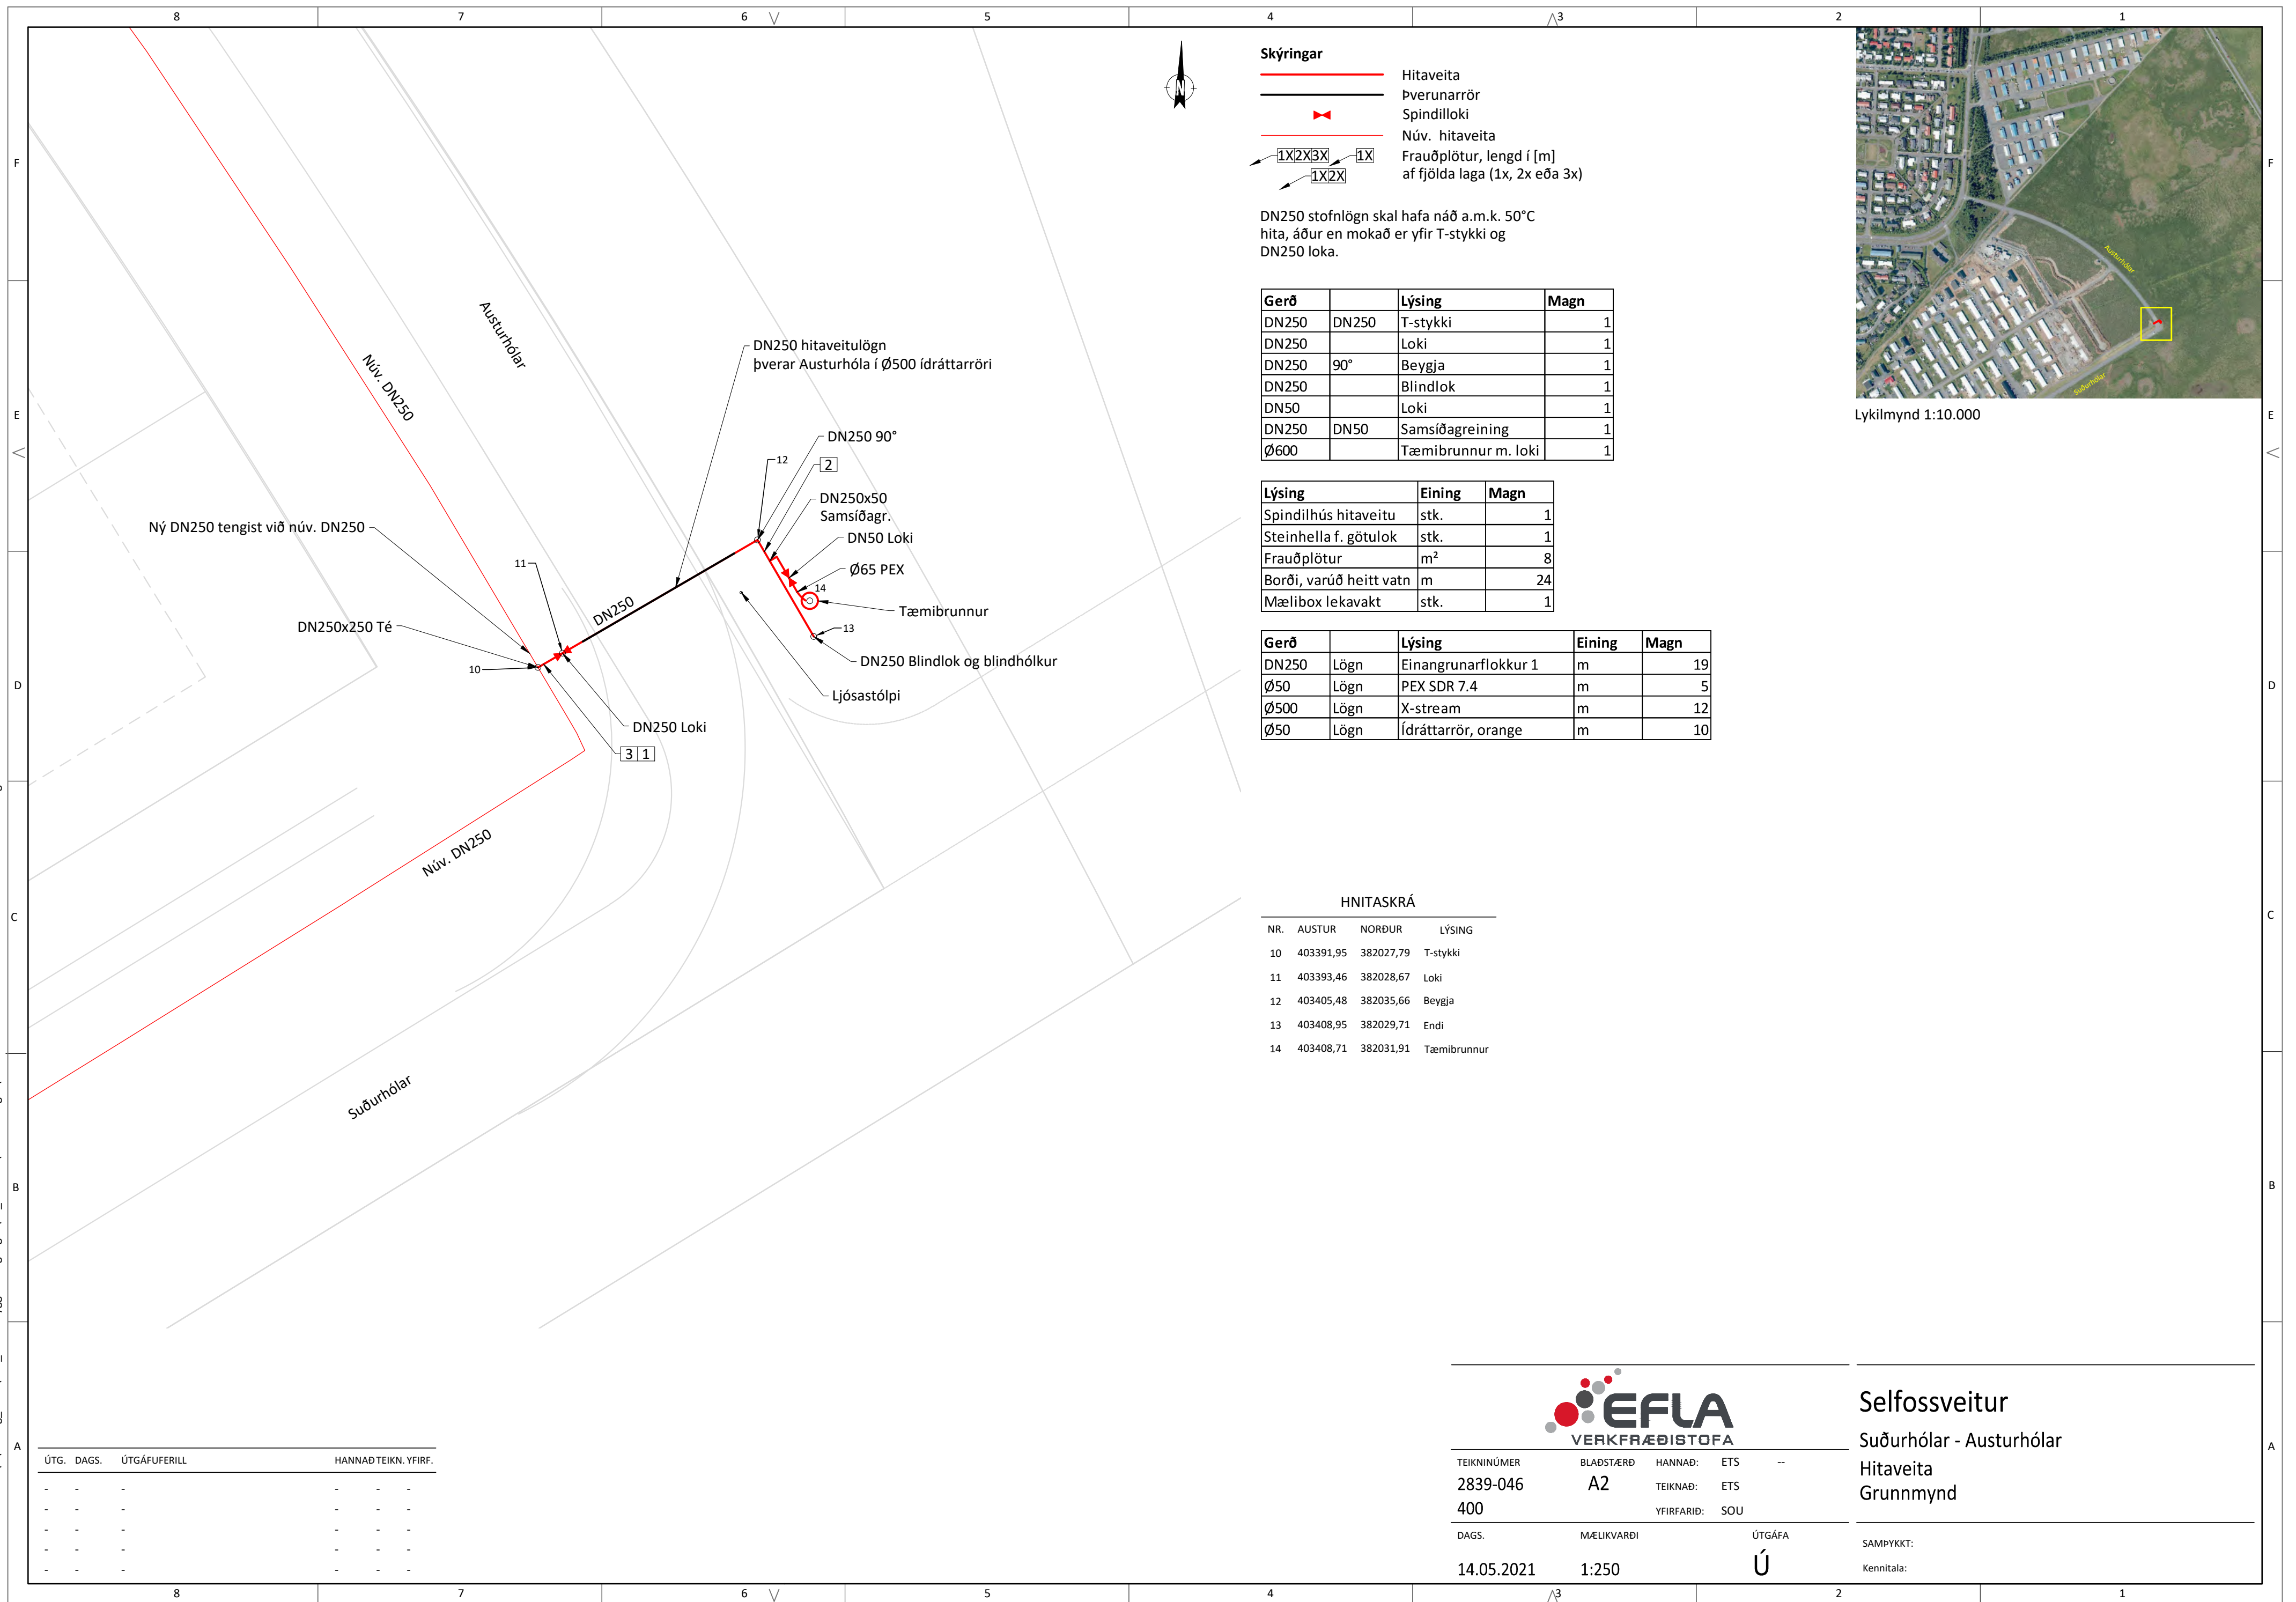 8 7 6 5 4 3 2 1
F F
E E
D D
C C
B B
A A
Skýringar
Hitaveita
Þverunarrör
Spindilloki
Núv. hitaveita
1X 2X 3X 1X
Frauðplötur, lengd í [m]
1X 2X
af fjölda laga (1x, 2x eða 3x)
DN250 stofnlögn skal hafa náð a.m.k. 50°C
hita, áður en mokað er yfir T-stykki og
DN250 loka.
Gerð Lýsing Magn
DN250 DN250 T-stykki 1
DN250 Loki 1
DN250 90° Beygja 1
DN250 Blindlok 1
DN50 Loki 1
DN250 DN50 Samsíðagreining 1
Ø600 Tæmibrunnur m. loki 1
Lýsing Eining Magn
Spindilhús hitaveitu stk. 1
Steinhella f. götulok stk. 1
Frauðplötur m² 8
Borði, varúð heitt vatn m 24
Mælibox lekavakt stk. 1
Gerð Lýsing Eining Magn
DN250 Lögn Einangrunarflokkur 1 m 19
Ø50 Lögn PEX SDR 7.4 m 5
Ø500 Lögn X-stream m 12
Ø50 Lögn Ídráttarrör, orange m 10
Austurhólar
Suðurhólar
Lykilmynd 1:10.000
N
Austurhólar
Núv. DN250
DN250 hitaveitulögn
þverar Austurhóla í Ø500 ídráttarröri
DN250 90°
12
2
DN250x50
Samsíðagr.
DN50 Loki
Ø65 PEX
14
Tæmibrunnur
13
DN250 Blindlok og blindhólkur
Ljósastólpi
Ný DN250 tengist við núv. DN250
11
DN250
DN250x250 Té
10
DN250 Loki
3 1
Núv. DN250
Suðurhólar
HNITASKRÁ
NR. AUSTUR NORÐUR LÝSING
10 403391,95 382027,79 T-stykki
11 403393,46 382028,67 Loki
12 403405,48 382035,66 Beygja
13 403408,95 382029,71 Endi
14 403408,71 382031,91 Tæmibrunnur
ÚTG. DAGS. ÚTGÁFUFERILL HANNAÐ TEIKN. YFIRF.
- - - - - -
- - - - - -
- - - - - -
- - - - - -
- - - - - -
EFLA
VERKFRÆÐISTOFA
TEIKNINÚMER BLAÐSTÆRÐ HANNAÐ: ETS --
2839-046 A2 TEIKNAÐ: ETS
400 YFIRFARIÐ: SOU
DAGS. MÆLIKVARÐI ÚTGÁFA
14.05.2021 1:250 Ú
Selfossveitur
Suðurhólar - Austurhólar
Hitaveita
Grunnmynd
SAMÞYKKT:
Kennitala:
8 7 6 5 4 3 2 1